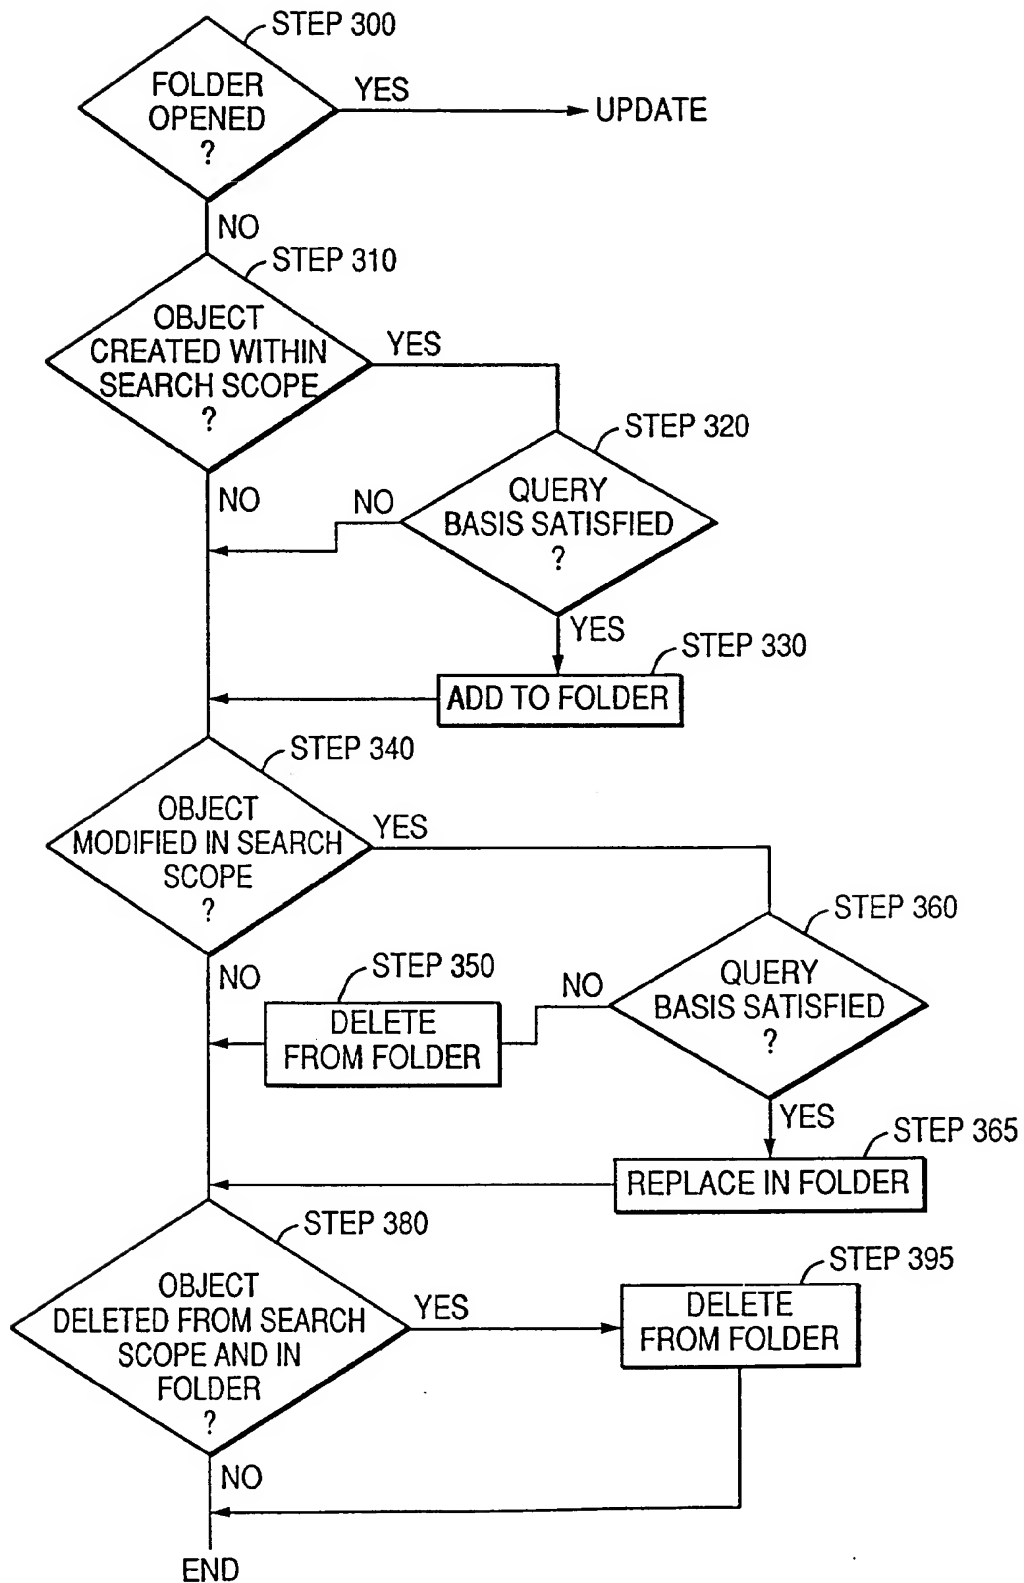 STEP 300
FOLDER
OPENED
?
YES
UPDATE
NO
STEP 310
OBJECT
CREATED WITHIN
SEARCH SCOPE
?
YES
STEP 320
NO
QUERY
BASIS SATISFIED
?
NO
YES
STEP 330
ADD TO FOLDER
STEP 340
OBJECT
MODIFIED IN SEARCH
SCOPE
?
YES
STEP 360
QUERY
BASIS SATISFIED
?
NO
NO
STEP 350
DELETE
FROM FOLDER
YES
STEP 365
REPLACE IN FOLDER
STEP 380
OBJECT
DELETED FROM SEARCH
SCOPE AND IN
FOLDER
?
YES
STEP 395
DELETE
FROM FOLDER
NO
END